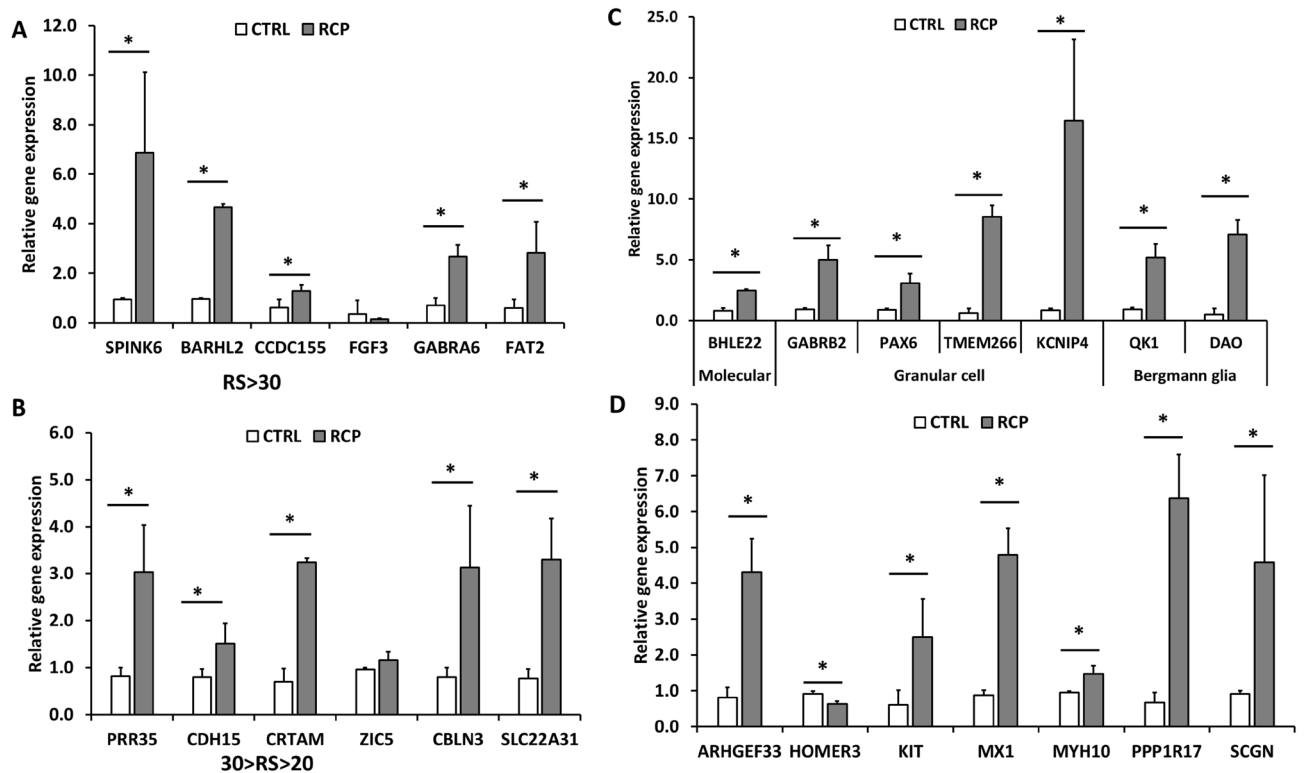 A
CTRL RCP
Relative gene expression
12.0
10.0
8.0
6.0
4.0
2.0
0.0
* * * * *
SPINK6 BARHL2 CCDC155 FGF3 GABRA6 FAT2
RS>30
B
CTRL RCP
Relative gene expression
6.0
5.0
4.0
3.0
2.0
1.0
0.0
* * * * *
PRR35 CDH15 CRTAM ZIC5 CBLN3 SLC22A31
30>RS>20
C
CTRL RCP
Relative gene expression
25.0
20.0
15.0
10.0
5.0
0.0
* * * * * * *
BHLE22 GABRB2 PAX6 TMEM266 KCNIP4 QK1 DAO
Molecular Granular cell Bergmann glia
D
CTRL RCP
Relative gene expression
9.0
8.0
7.0
6.0
5.0
4.0
3.0
2.0
1.0
0.0
* * * * * * *
ARHGEF33 HOMER3 KIT MX1 MYH10 PPP1R17 SCGN